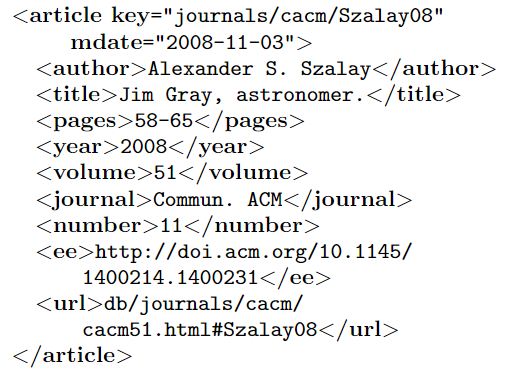 <article key="journals/cacm/Szalay08"
mdate="2008-11-03">
<author>Alexander S. Szalay</author>
<title>Jim Gray, astronomer.</title>
<pages>58-65</pages>
<year>2008</year>
<volume>51</volume>
<journal>Commun. ACM</journal>
<number>11</number>
<ee>http://doi.acm.org/10.1145/
1400214.1400231</ee>
<url>db/journals/cacm/
cacm51.html#Szalay08</url>
</article>